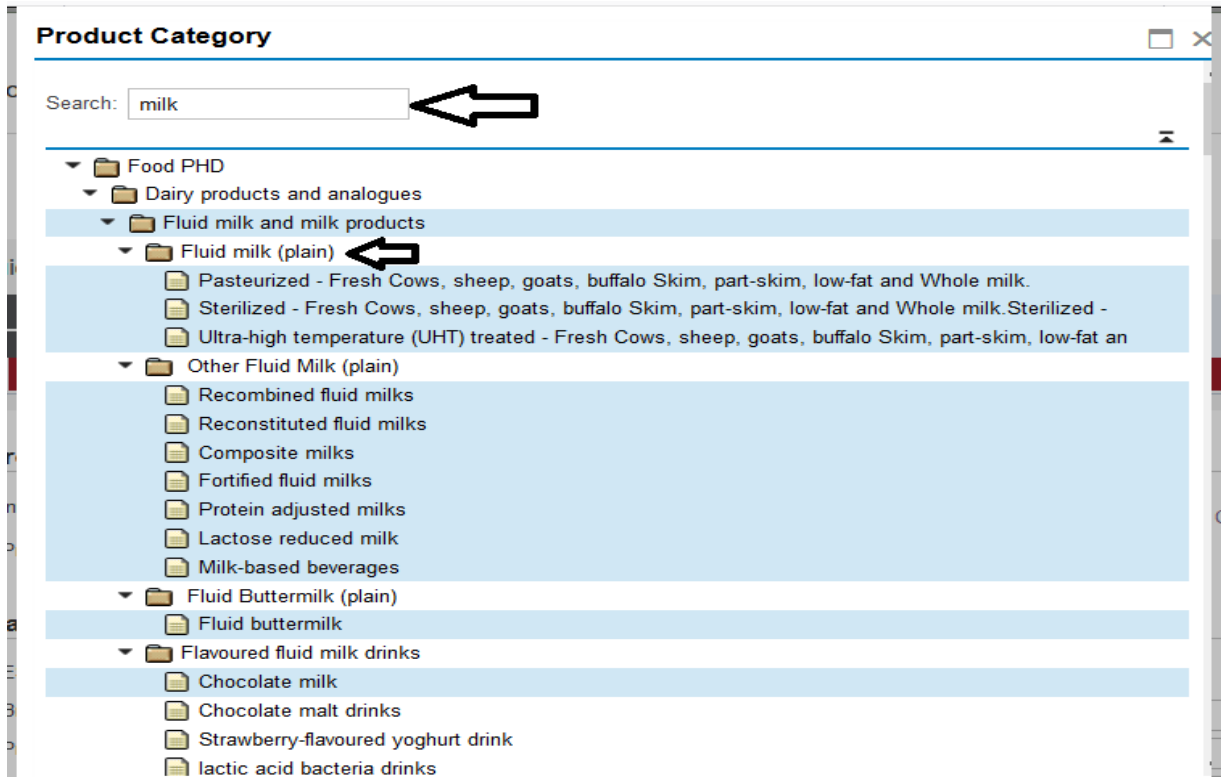 Product Category
Search: milk
Food PHD
Dairy products and analogues
Fluid milk and milk products
Fluid milk (plain)
Pasteurized - Fresh Cows, sheep, goats, buffalo Skim, part-skim, low-fat and Whole milk.
Sterilized - Fresh Cows, sheep, goats, buffalo Skim, part-skim, low-fat and Whole milk.Sterilized -
Ultra-high temperature (UHT) treated - Fresh Cows, sheep, goats, buffalo Skim, part-skim, low-fat an
Other Fluid Milk (plain)
Recombined fluid milks
Reconstituted fluid milks
Composite milks
Fortified fluid milks
Protein adjusted milks
Lactose reduced milk
Milk-based beverages
Fluid Buttermilk (plain)
Fluid buttermilk
Flavoured fluid milk drinks
Chocolate milk
Chocolate malt drinks
Strawberry-flavoured yoghurt drink
lactic acid bacteria drinks